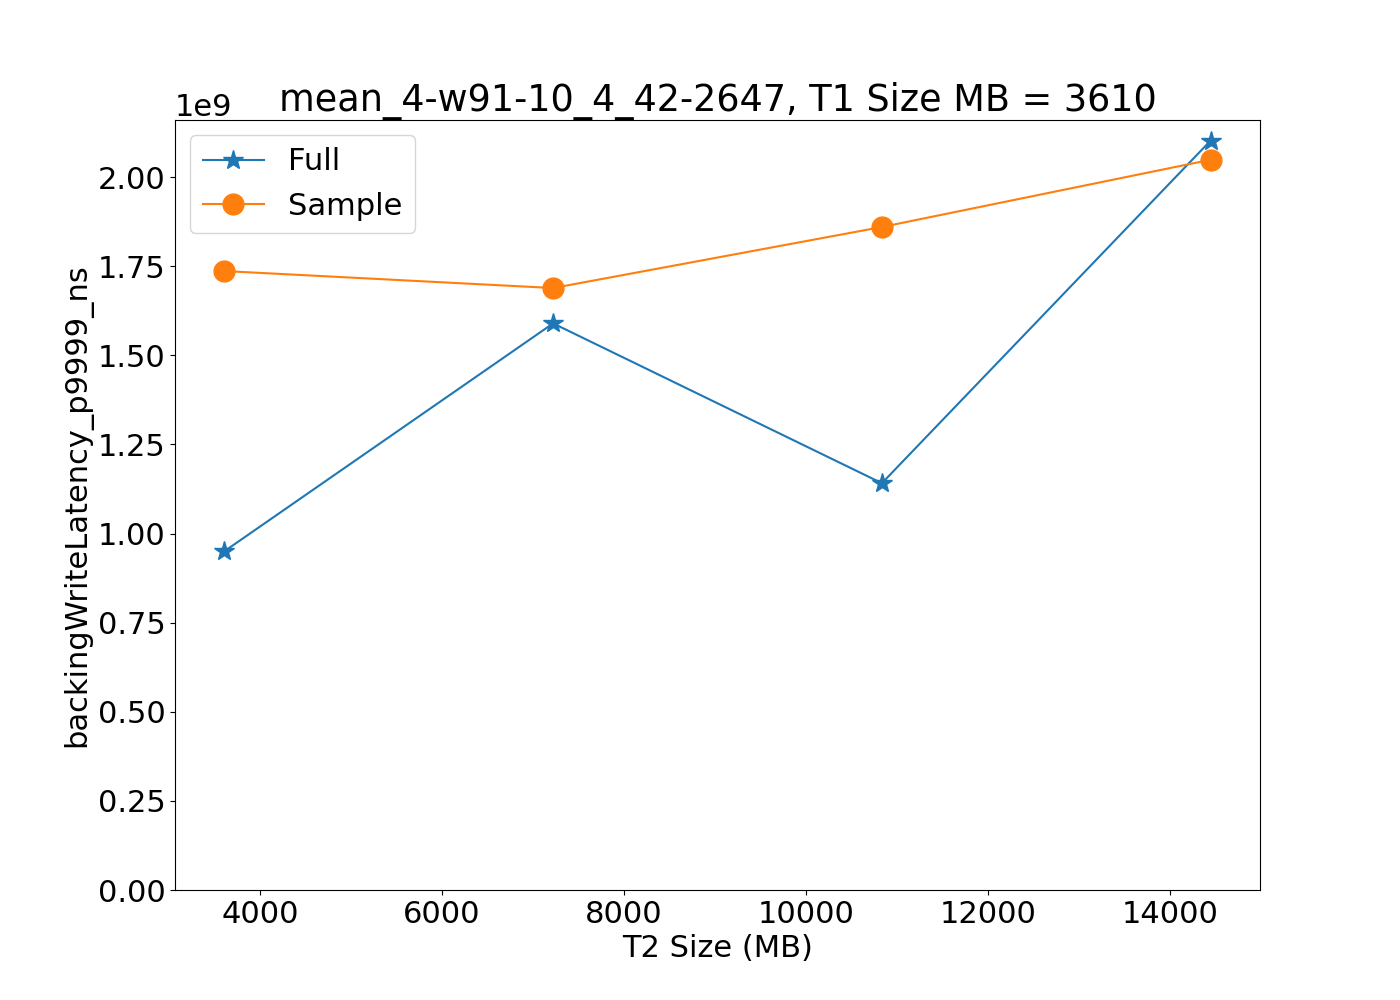 1e9
mean_4-w91-10_4_42-2647, T1 Size MB = 3610
Full
Sample
backingWriteLatency_p9999_ns
2.00
1.75
1.50
1.25
1.00
0.75
0.50
0.25
0.00
4000 6000 8000 10000 12000 14000
T2 Size (MB)